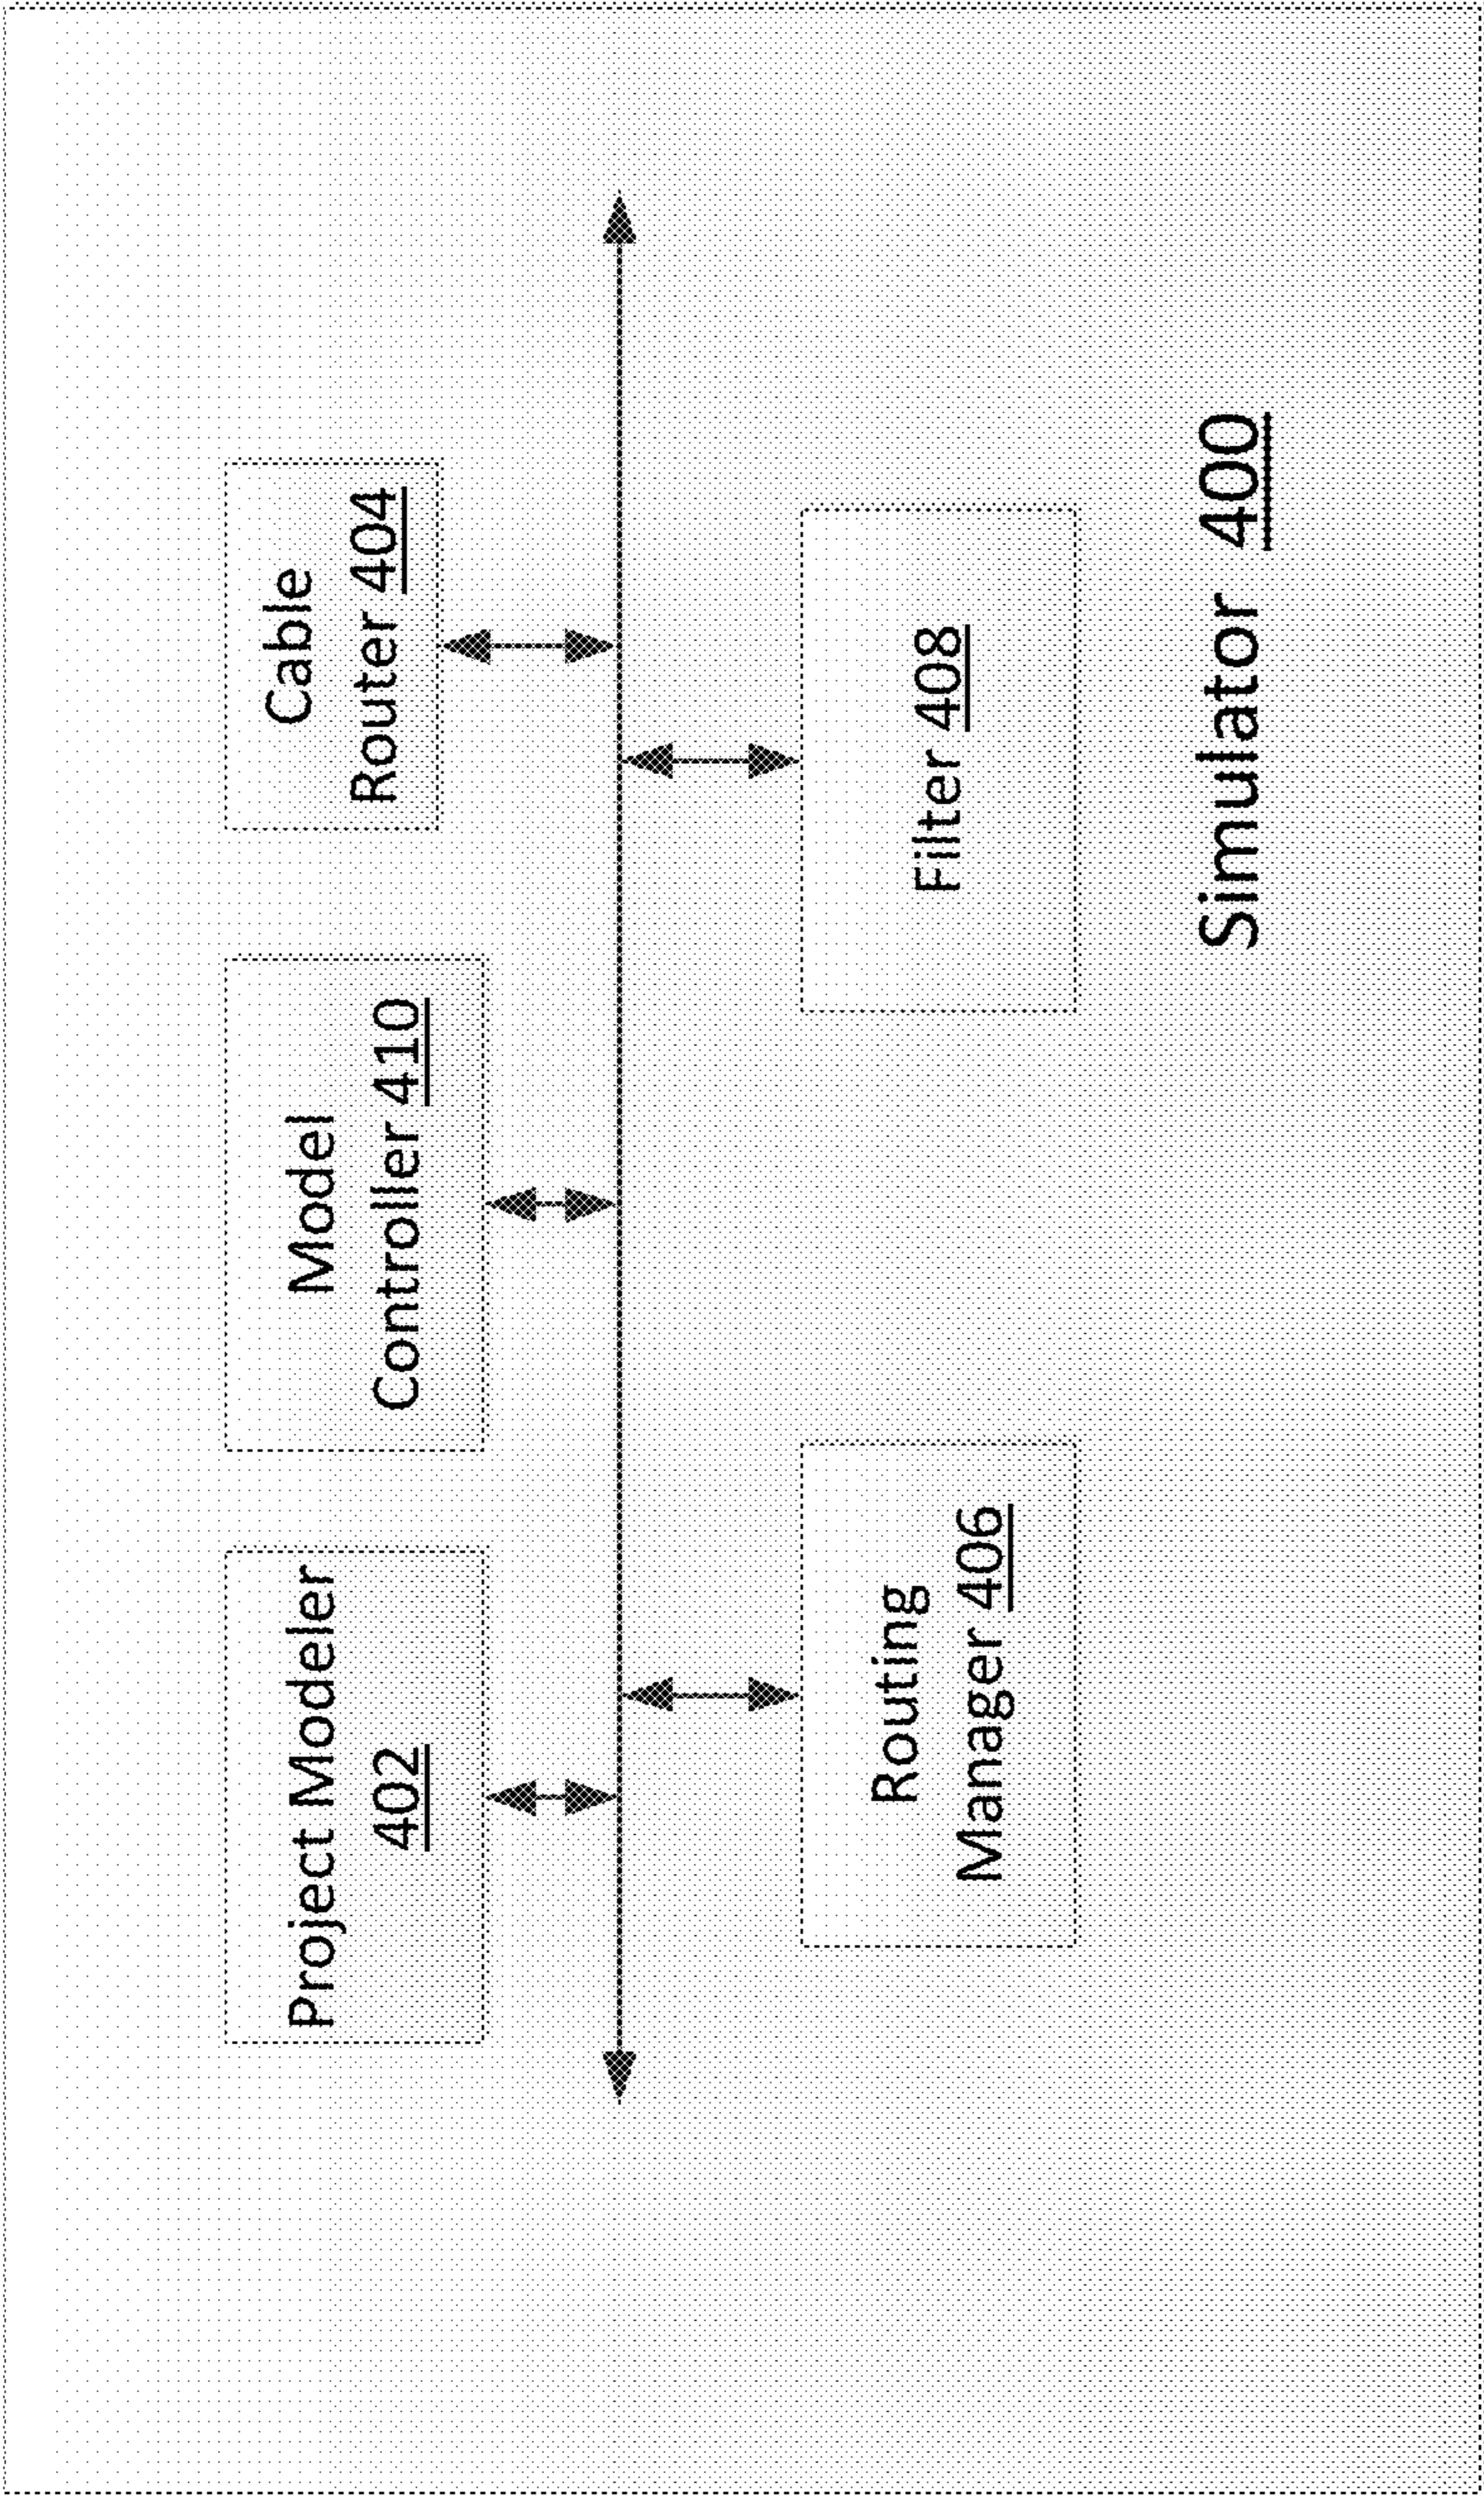 Project Modeler
402
Model
Controller 410
Cable
Router 404
Routing
Manager 406
Filter 408
Simulator 400